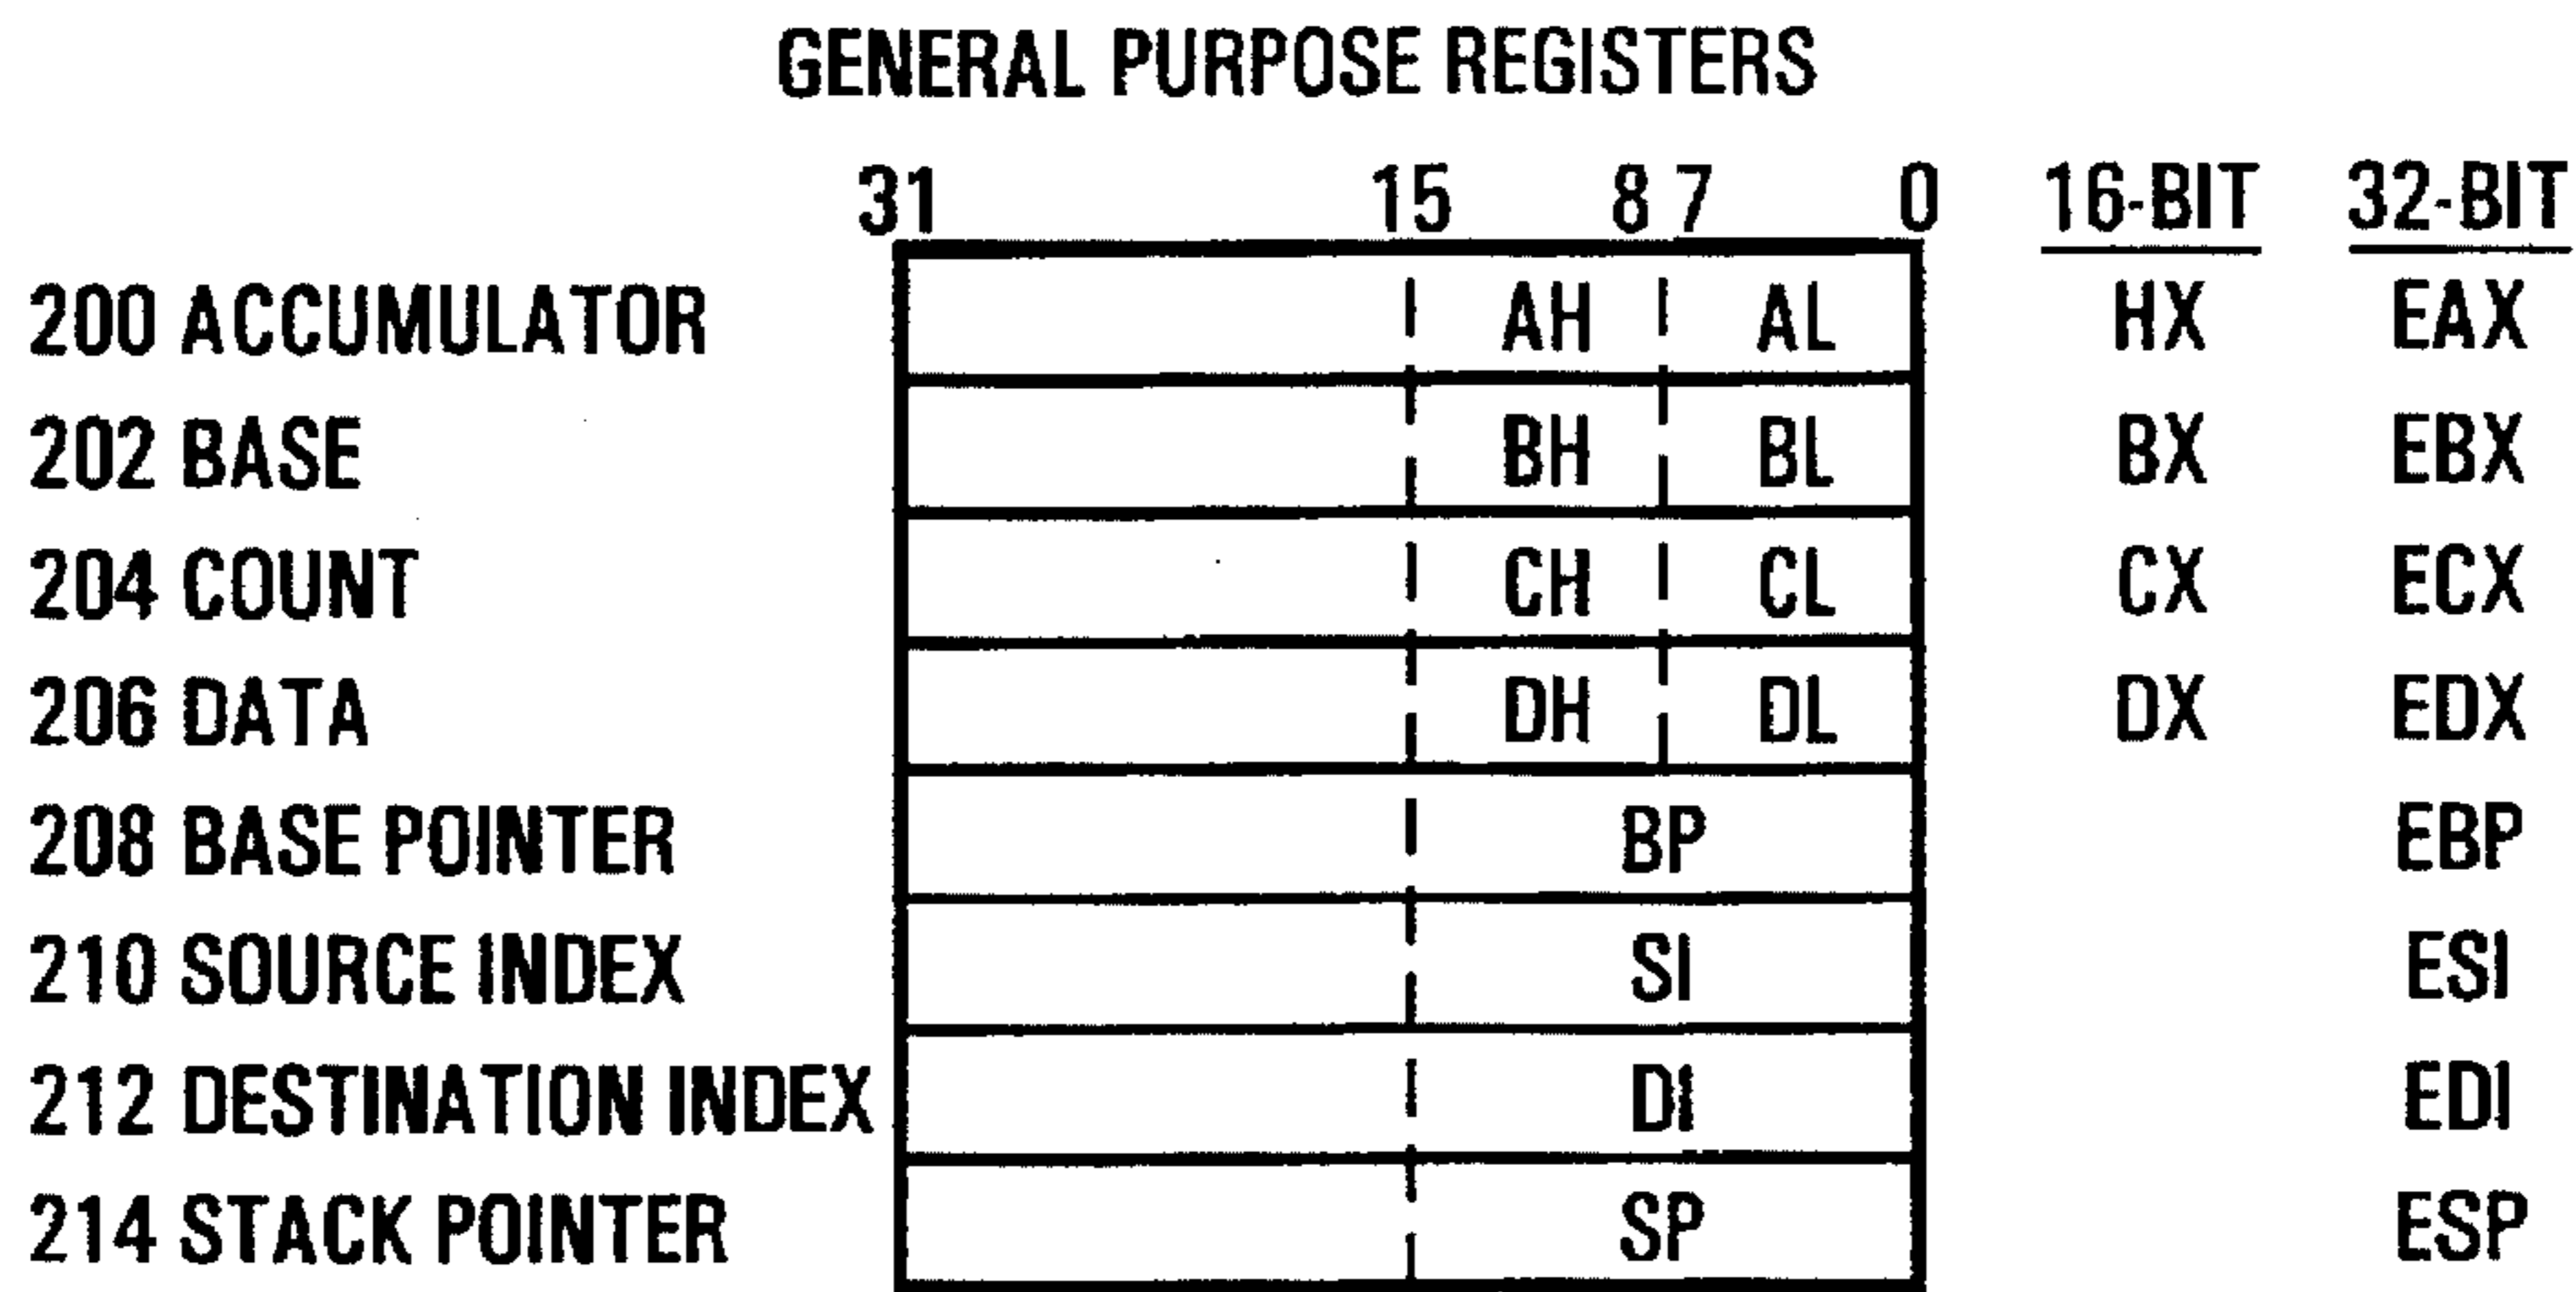 GENERAL PURPOSE REGISTERS
31 15 8 7 0 16-BIT 32-BIT
200 ACCUMULATOR AH AL HX EAX
202 BASE BH BL BX EBX
204 COUNT CH CL CX ECX
206 DATA DH DL DX EDX
208 BASE POINTER BP EBP
210 SOURCE INDEX SI ESI
212 DESTINATION INDEX DI EDI
214 STACK POINTER SP ESP